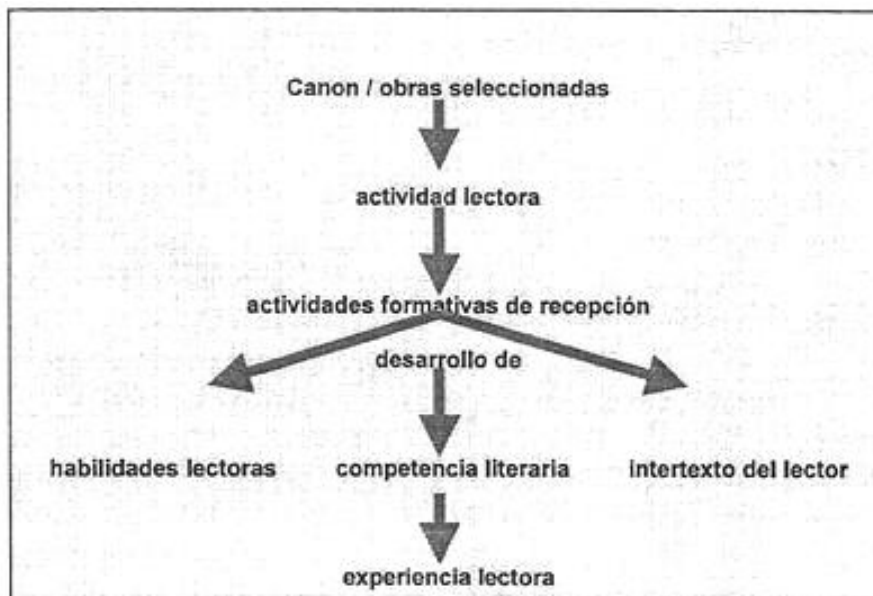 Canon / obras seleccionadas
actividad lectora
actividades formativas de recepción
desarrollo de
habilidades lectoras competencia literaria intertexto del lector
experiencia lectora